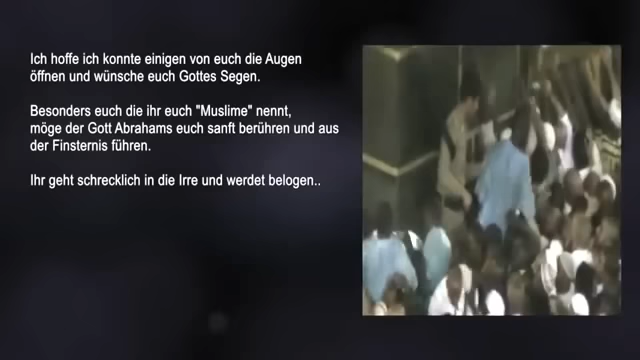 Ich hoffe ich konnte einigen von euch die Augen
öffnen und wünsche euch Gottes Segen.
Besonders euch die ihr euch "Muslime" nennt,
möge der Gott Abrahams euch sanft berühren und aus
der Finsternis führen.
Ihr geht schrecklich in die Irre und werdet belogen..